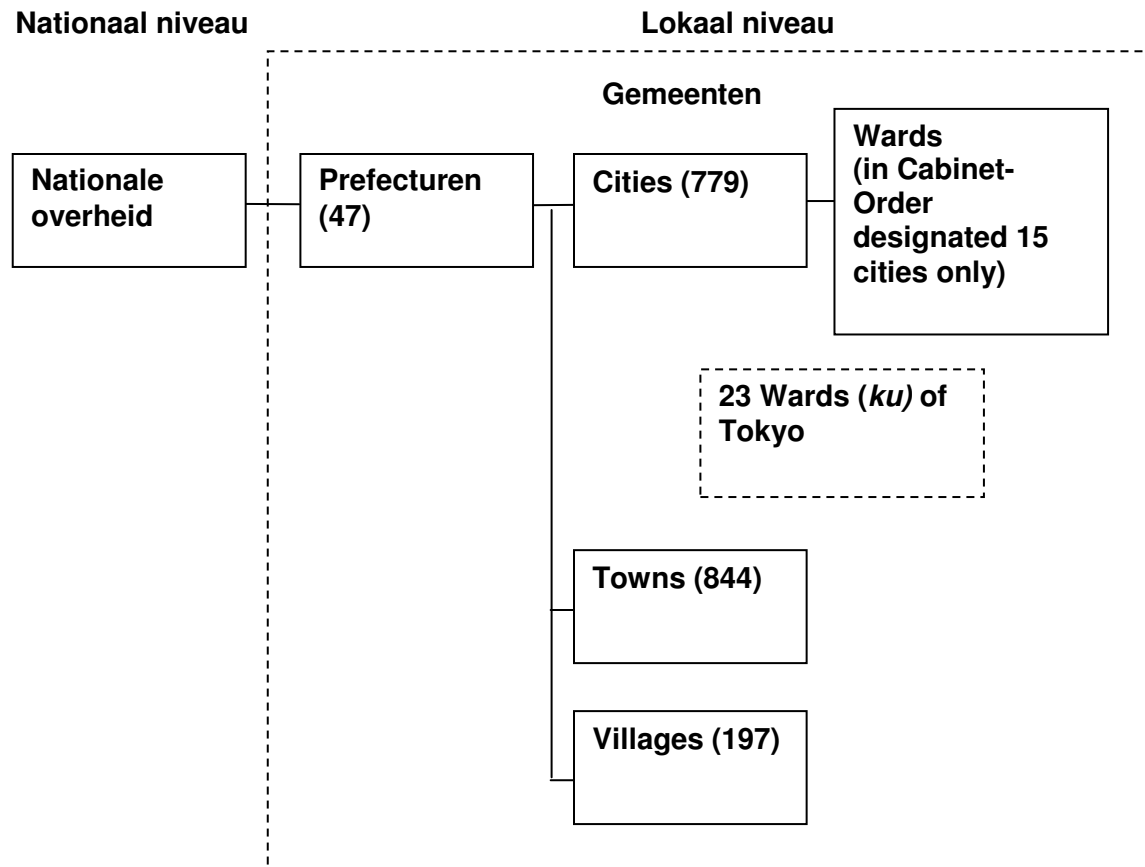 Nationaal niveau
Lokaal niveau
Gemeenten
Nationale
overheid
Prefecturen
(47)
Cities (779)
Wards
(in Cabinet-
Order
designated 15
cities only)
23 Wards (ku) of
Tokyo
Towns (844)
Villages (197)